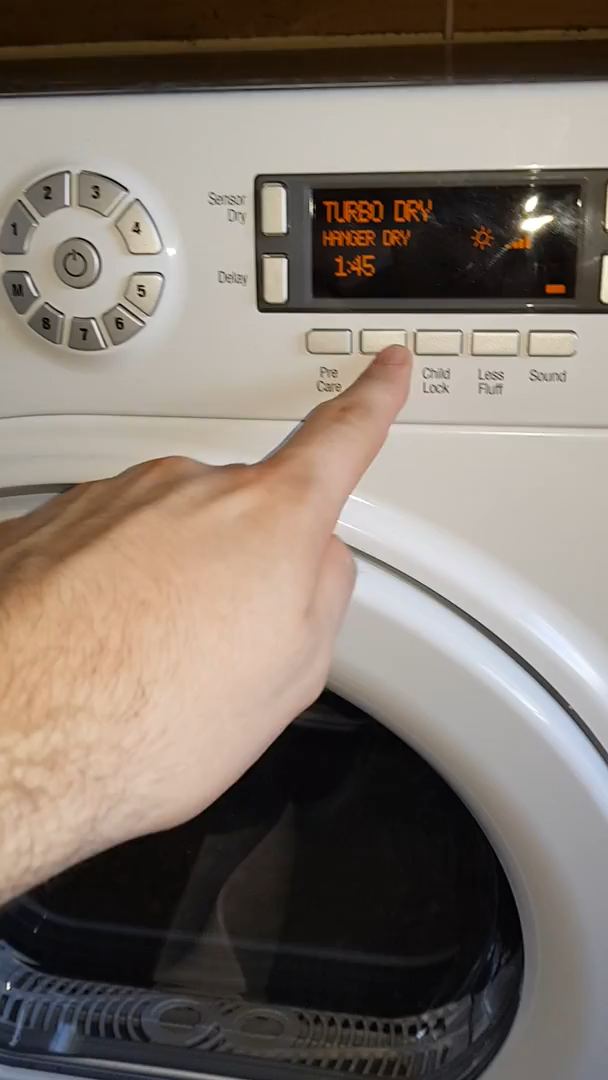 2
3
1
4
M
5
8
7
6
Sensor
Dry
Delay
TURBO DRY
HANGER DRY
1:45
Pre
Care
Child
Lock
Less
Fluff
Sound